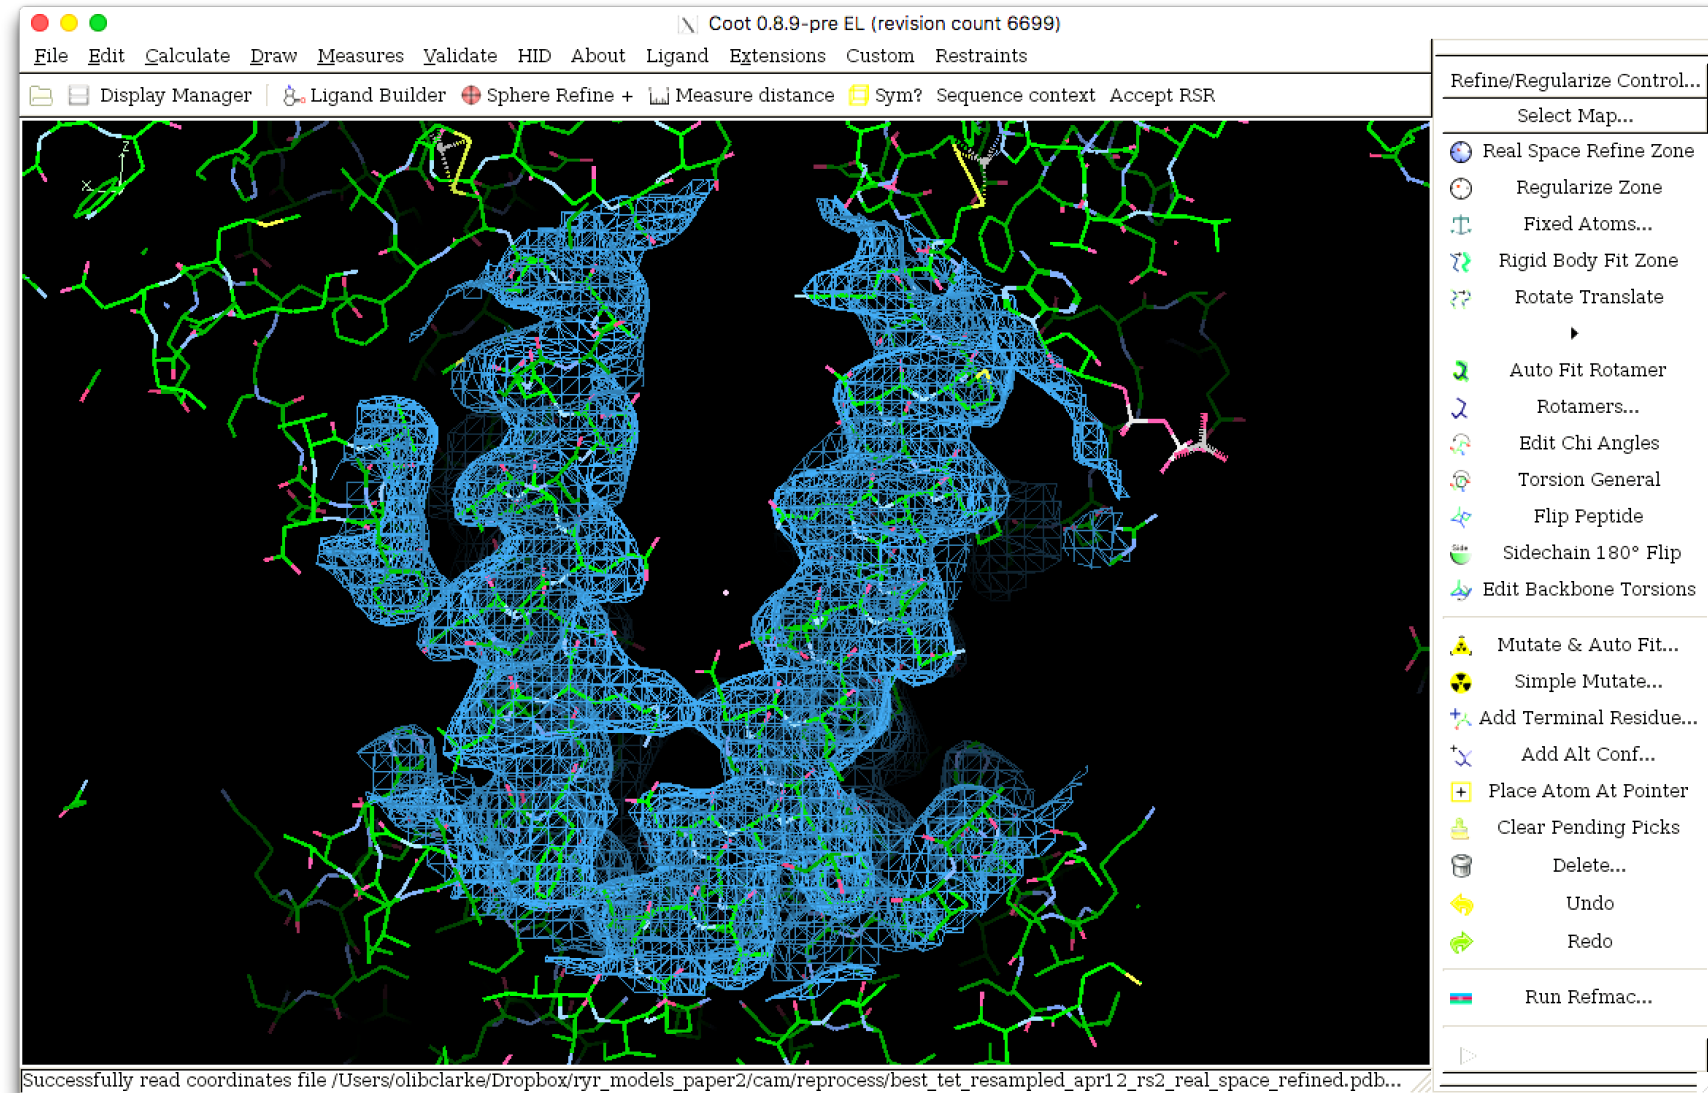 Coot 0.8.9-pre EL (revision count 6699)
File Edit Calculate Draw Measures Validate HID About Ligand Extensions Custom Restraints
Display Manager Ligand Builder Sphere Refine + Measure distance Sym? Sequence context Accept RSR
Refine/Regularize Control...
Select Map...
Real Space Refine Zone
Regularize Zone
Fixed Atoms...
Rigid Body Fit Zone
Rotate Translate
Auto Fit Rotamer
Rotamers...
Edit Chi Angles
Torsion General
Flip Peptide
Side
Sidechain 180° Flip
Edit Backbone Torsions
Mutate & Auto Fit...
Simple Mutate...
Add Terminal Residue...
Add Alt Conf...
Place Atom At Pointer
Clear Pending Picks
Delete...
Undo
Redo
Run Refmac...
Z
X
Successfully read coordinates file /Users/olibclarke/Dropbox/ryr_models_paper2/cam/reprocess/best_tet_resampled_apr12_rs2_real_space_refined.pdb...